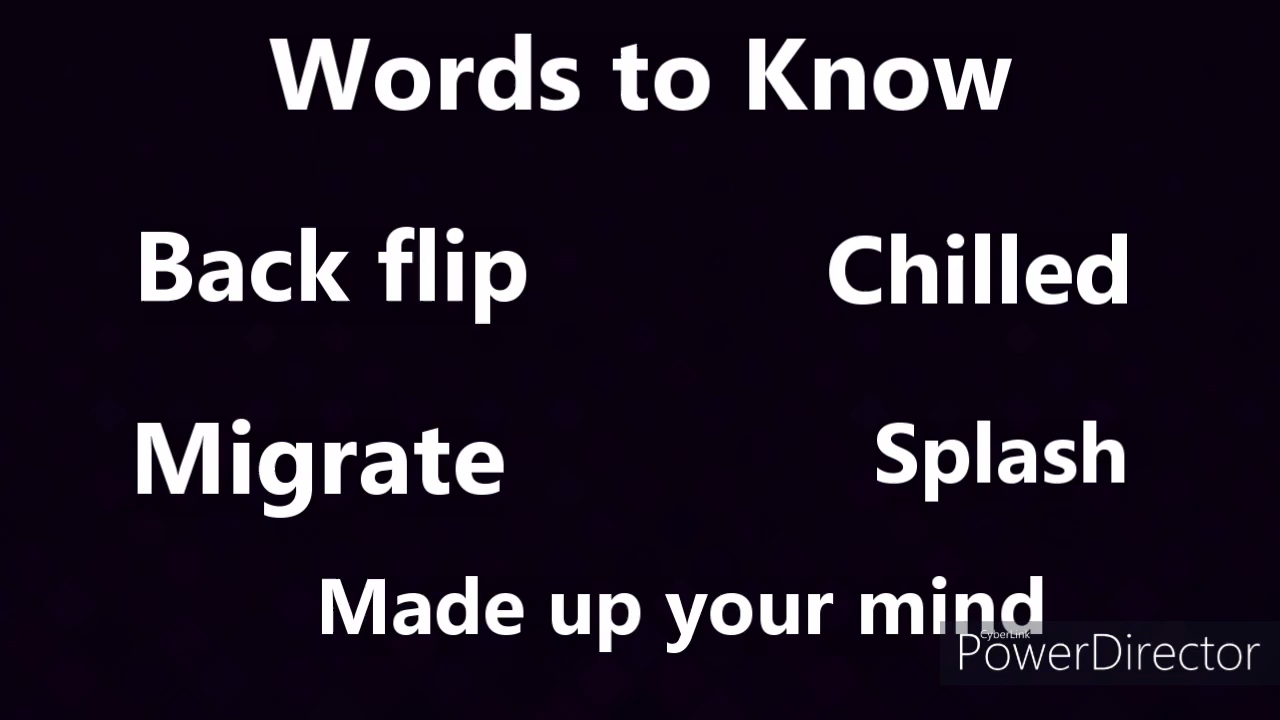 Words to Know
Back flip
Chilled
Migrate
Splash
Made up your mind
CyberLink
PowerDirector